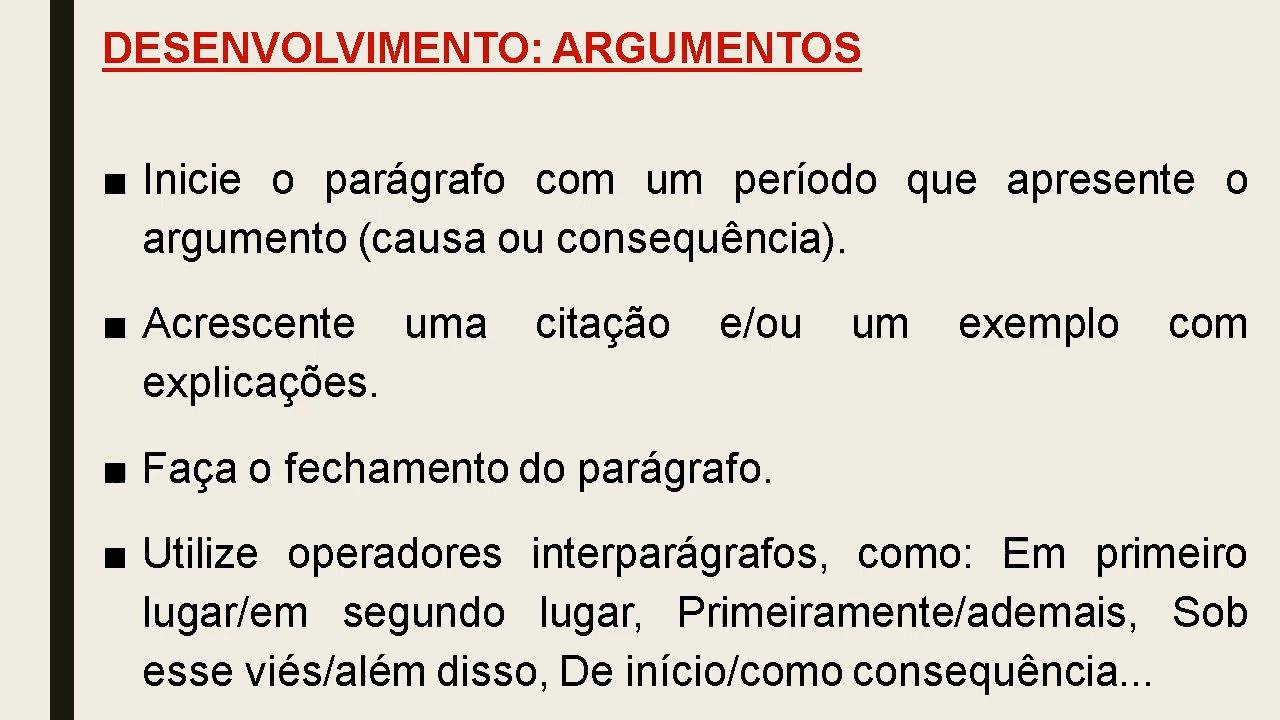 DESENVOLVIMENTO: ARGUMENTOS
■ Inicie o parágrafo com um período que apresente o
argumento (causa ou consequência).
■ Acrescente uma citação e/ou um exemplo com
explicações.
■ Faça o fechamento do parágrafo.
■ Utilize operadores interparágrafos, como: Em primeiro
lugar/em segundo lugar, Primeiramente/ademais, Sob
esse viés/além disso, De início/como consequência...